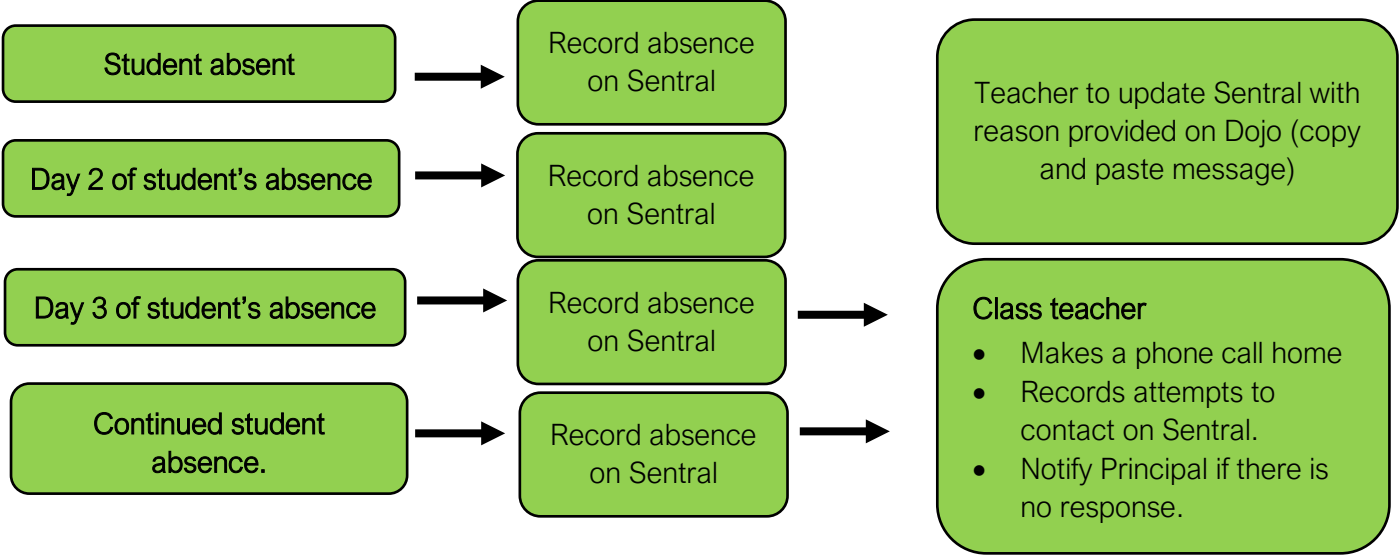 Student absent
Record absence
on Sentral
Teacher to update Sentral with
reason provided on Dojo (copy
and paste message)
Day 2 of student’s absence
Record absence
on Sentral
Day 3 of student’s absence
Record absence
on Sentral
Class teacher
• Makes a phone call home
• Records attempts to
contact on Sentral.
• Notify Principal if there is
no response.
Continued student
absence.
Record absence
on Sentral